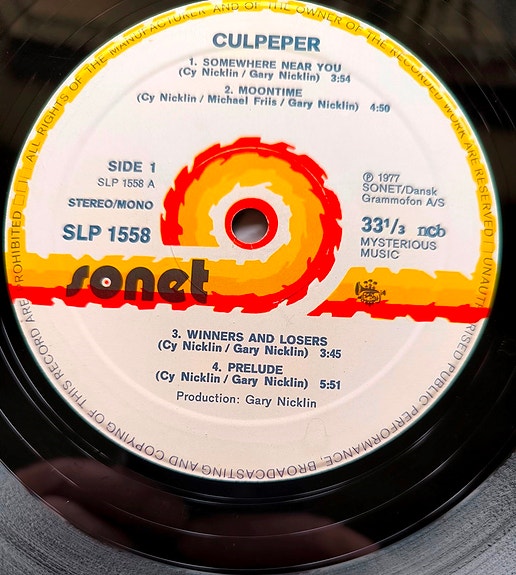 CULPEPER
1. SOMEWHERE NEAR YOU
(Cy Nicklin / Gary Nicklin) 3:54
2. MOONTIME
(Cy Nicklin / Michael Friis / Gary Nicklin) 4:50
SIDE 1
SLP 1558 A
STEREO/MONO
SLP 1558
℗ 1977
SONET/Dansk
Grammofon A/S
33 1/3 ncb
MYSTERIOUS
MUSIC
sonet
3. WINNERS AND LOSERS
(Cy Nicklin / Gary Nicklin) 3:45
4. PRELUDE
(Cy Nicklin / Gary Nicklin) 5:51
Production: Gary Nicklin
ALL RIGHTS OF THE MANUFACTURER AND OF THE OWNER OF THE RECORDED WORK ARE RESERVED UNAUTHORISED PUBLIC PERFORMANCE, BROADCASTING AND COPYING OF THIS RECORD ARE PROHIBITED